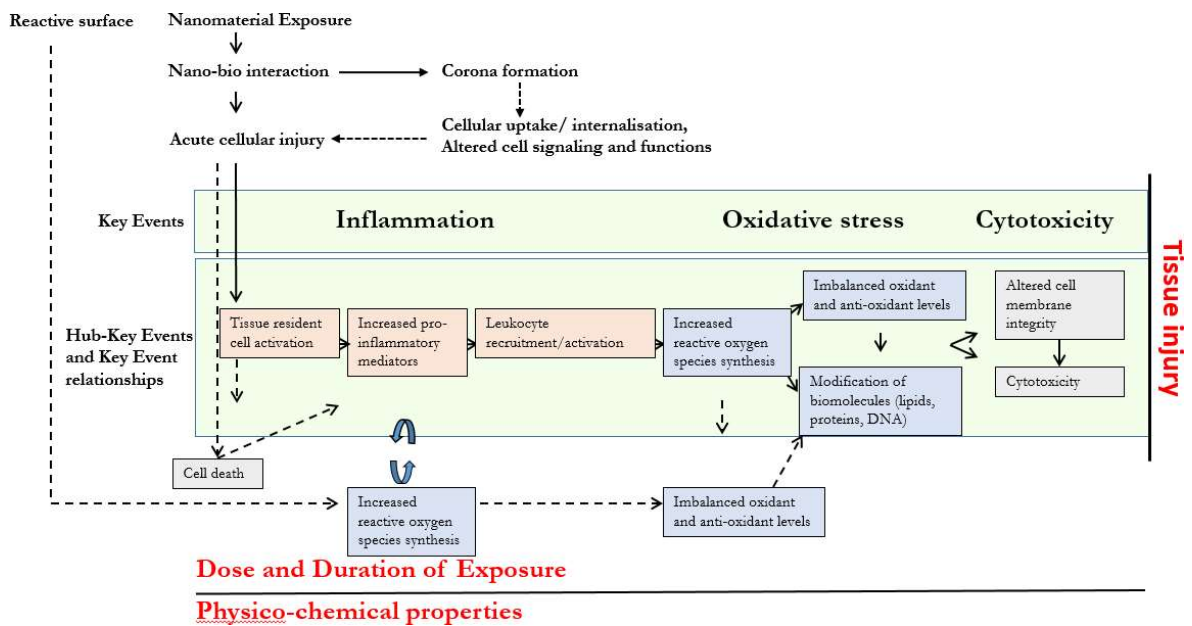 Reactive surface
Nanomaterial Exposure
Nano-bio interaction
Corona formation
Acute cellular injury
Cellular uptake/ internalisation,
Altered cell signaling and functions
Key Events
Inflammation
Oxidative stress
Cytotoxicity
Tissue injury
Hub-Key Events
and Key Event
relationships
Tissue resident
cell activation
Increased pro-
inflammatory
mediators
Leukocyte
recruitment/activation
Increased
reactive oxygen
species synthesis
Imbalanced oxidant
and anti-oxidant levels
Modification of
biomolecules (lipids,
proteins, DNA)
Altered cell
membrane
integrity
Cytotoxicity
Cell death
Increased
reactive oxygen
species synthesis
Imbalanced oxidant
and anti-oxidant levels
Dose and Duration of Exposure
Physico-chemical properties